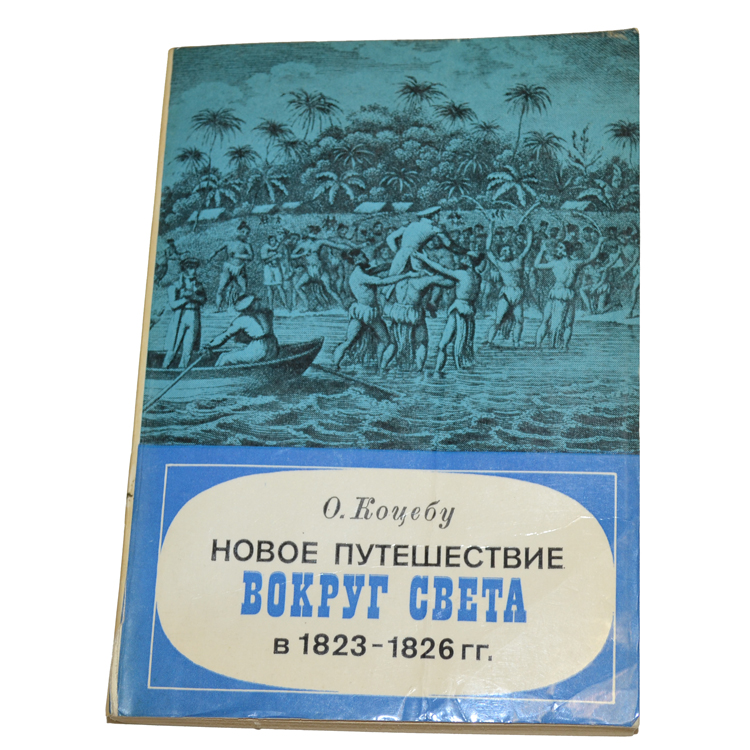 О. Коцебу
НОВОЕ ПУТЕШЕСТВИЕ
ВОКРУГ СВЕТА
в 1823-1826 гг.